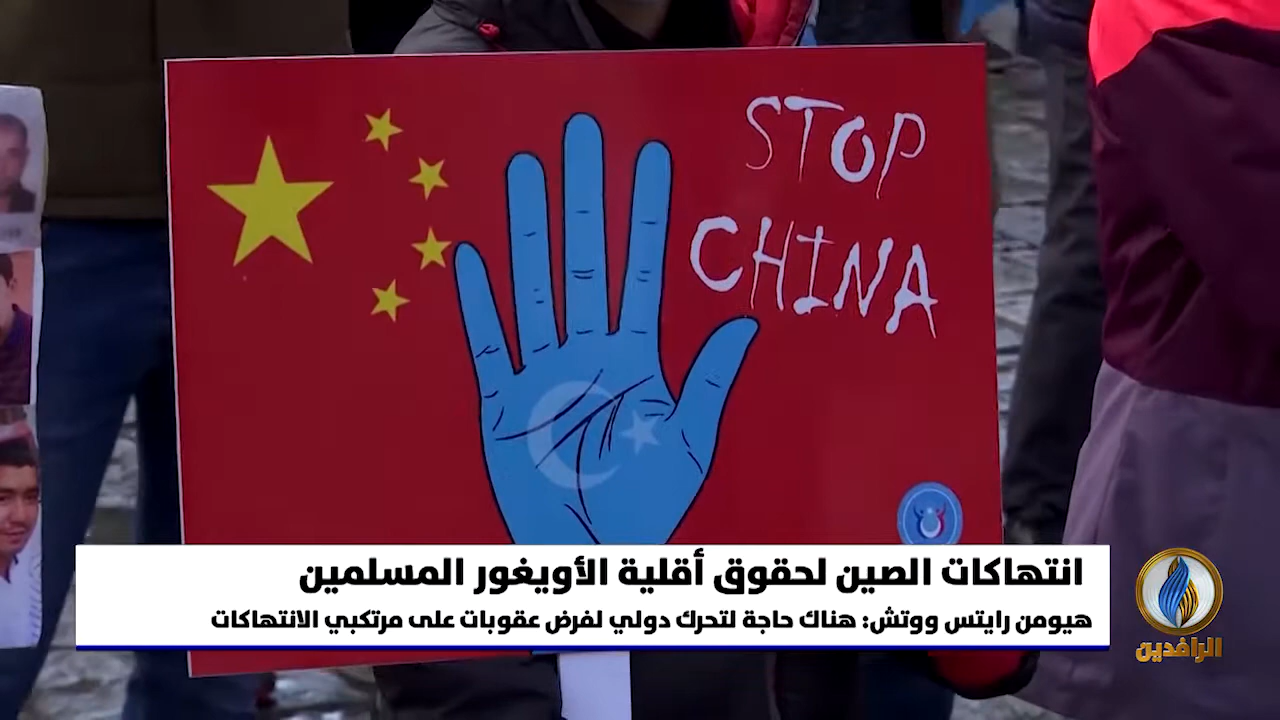 STOP
CHINA
انتهاكات الصين لحقوق أقلية الأويغور المسلمين
هيومن رايتس ووتش: هناك حاجة لتحرك دولي لفرض عقوبات على مرتكبي الانتهاكات
الرافدين